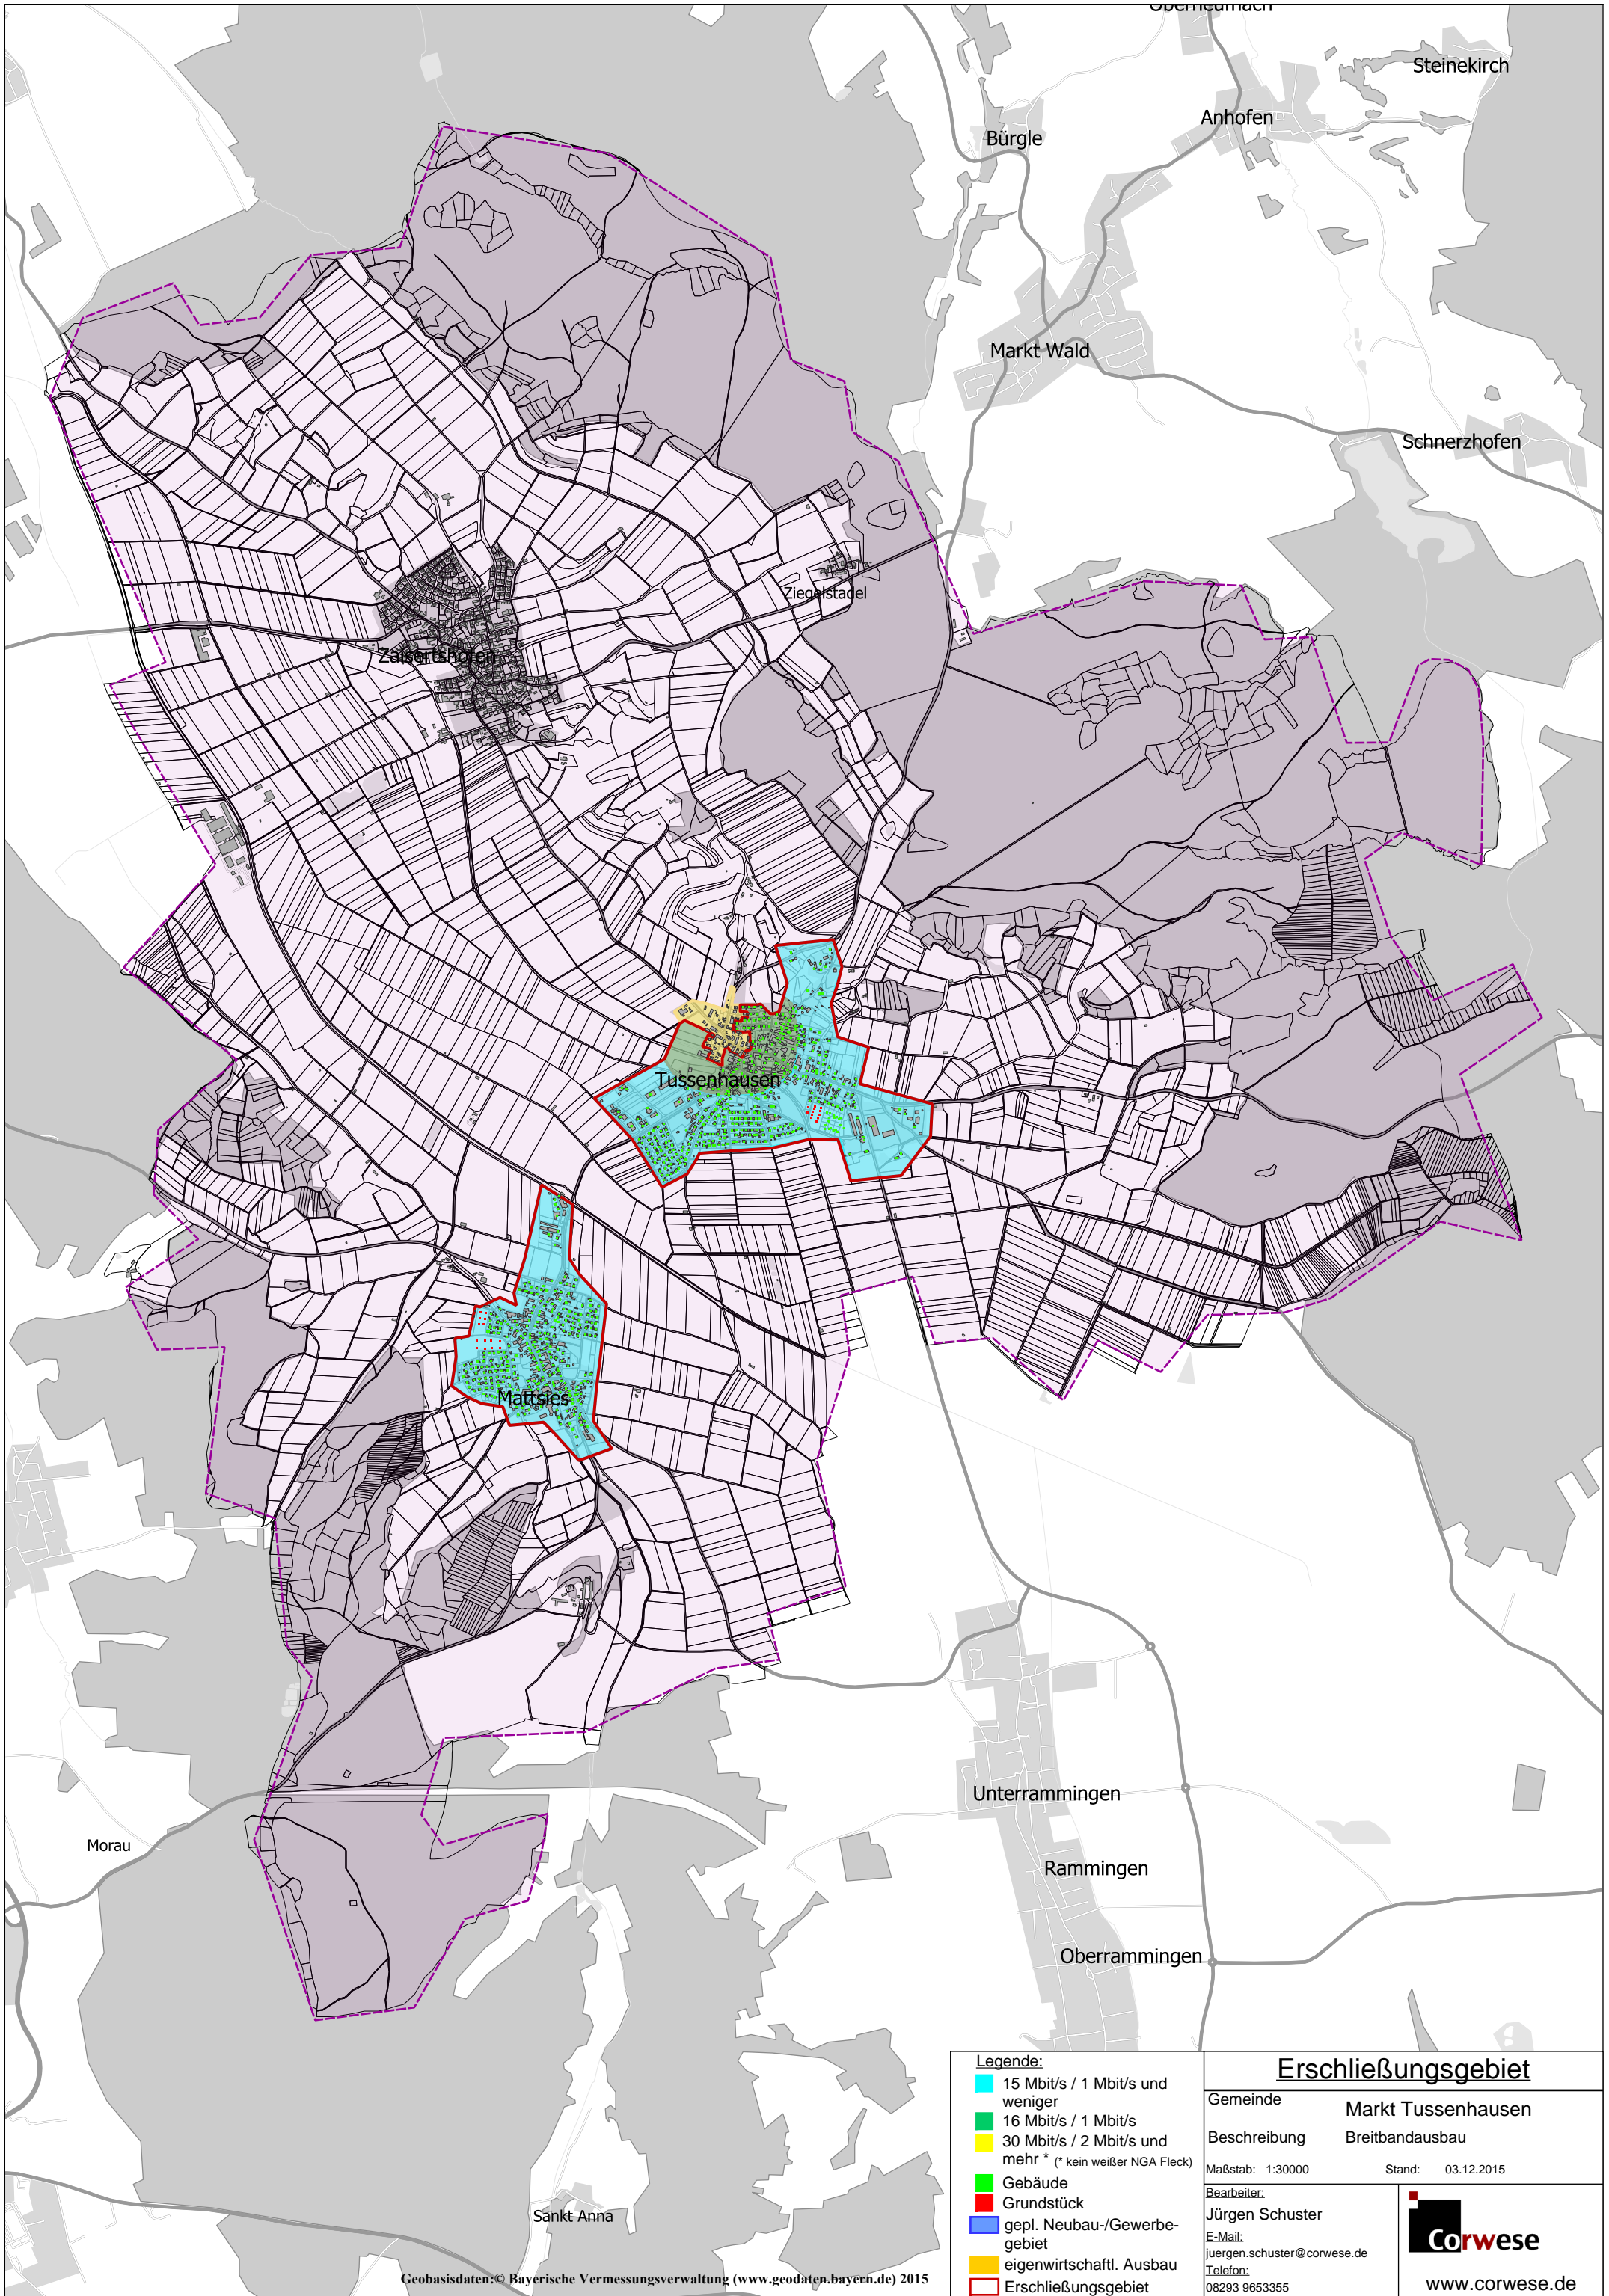 Oberneufnach
Steinekirch
Anhofen
Bürgle
Markt Wald
Schnerzhofen
Ziegelstadel
Zaisertshofen
Tussenhausen
Mattsies
Unterrammingen
Morau
Rammingen
Oberrammingen
Sankt Anna
Geobasisdaten:© Bayerische Vermessungsverwaltung (www.geodaten.bayern.de) 2015
Legende:
15 Mbit/s / 1 Mbit/s und
weniger
16 Mbit/s / 1 Mbit/s
30 Mbit/s / 2 Mbit/s und
mehr * (* kein weißer NGA Fleck)
Gebäude
Grundstück
gepl. Neubau-/Gewerbe-
gebiet
eigenwirtschaftl. Ausbau
Erschließungsgebiet
Erschließungsgebiet
Gemeinde Markt Tussenhausen
Beschreibung Breitbandausbau
Maßstab: 1:30000 Stand: 03.12.2015
Bearbeiter:
Jürgen Schuster
E-Mail:
juergen.schuster@corwese.de
Telefon:
08293 9653355
Corwese
www.corwese.de